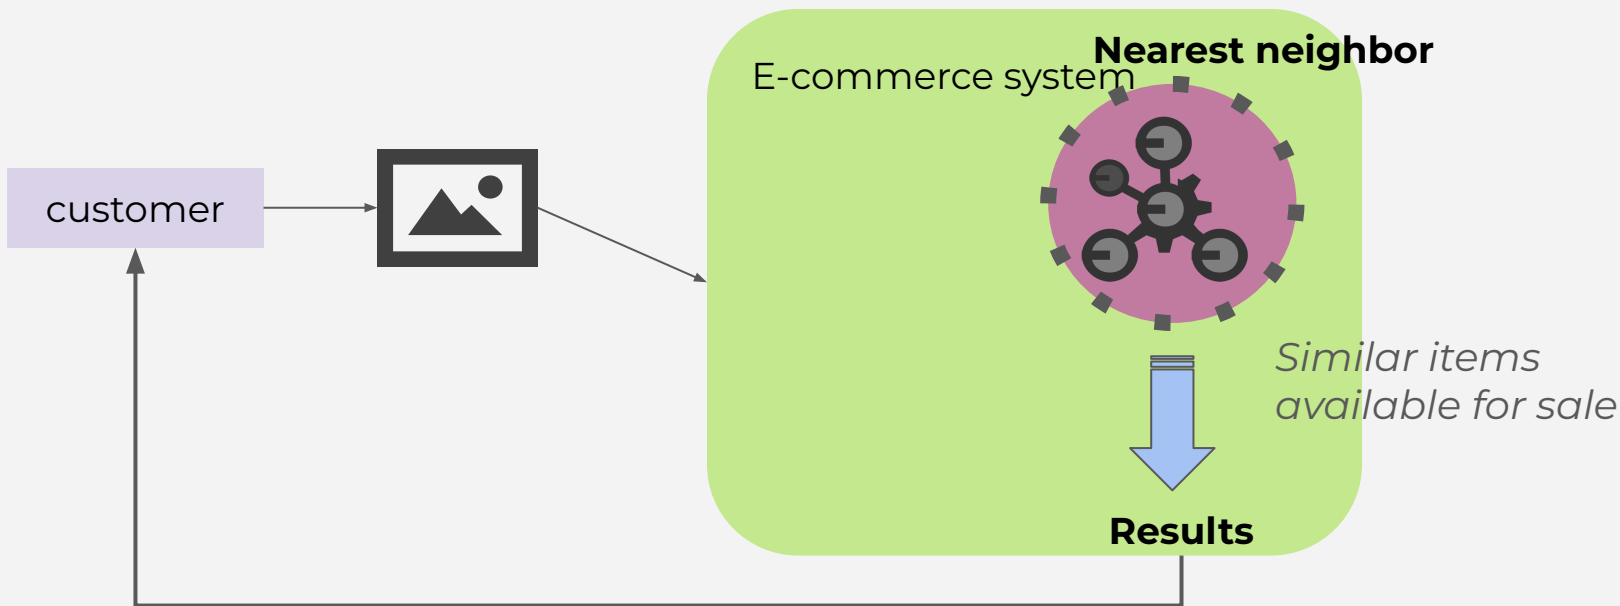 Nearest neighbor
E-commerce system
customer
Similar items
available for sale
Results